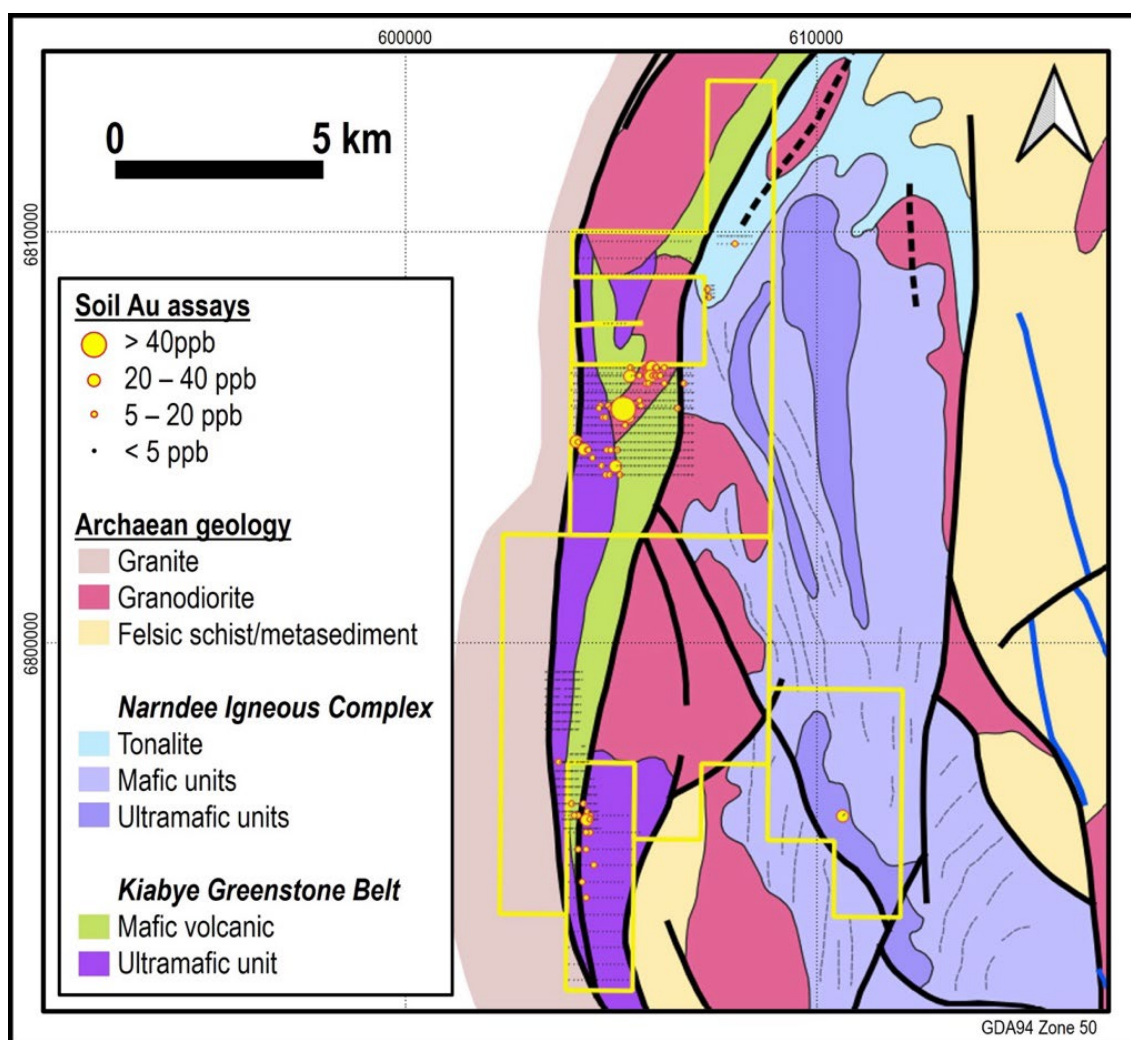 600000
610000
0
5 km
6810000
6800000
Soil Au assays
> 40ppb
20 – 40 ppb
5 – 20 ppb
< 5 ppb
Archaean geology
Granite
Granodiorite
Felsic schist/metasediment
Narndee Igneous Complex
Tonalite
Mafic units
Ultramafic units
Kiabye Greenstone Belt
Mafic volcanic
Ultramafic unit
GDA94 Zone 50